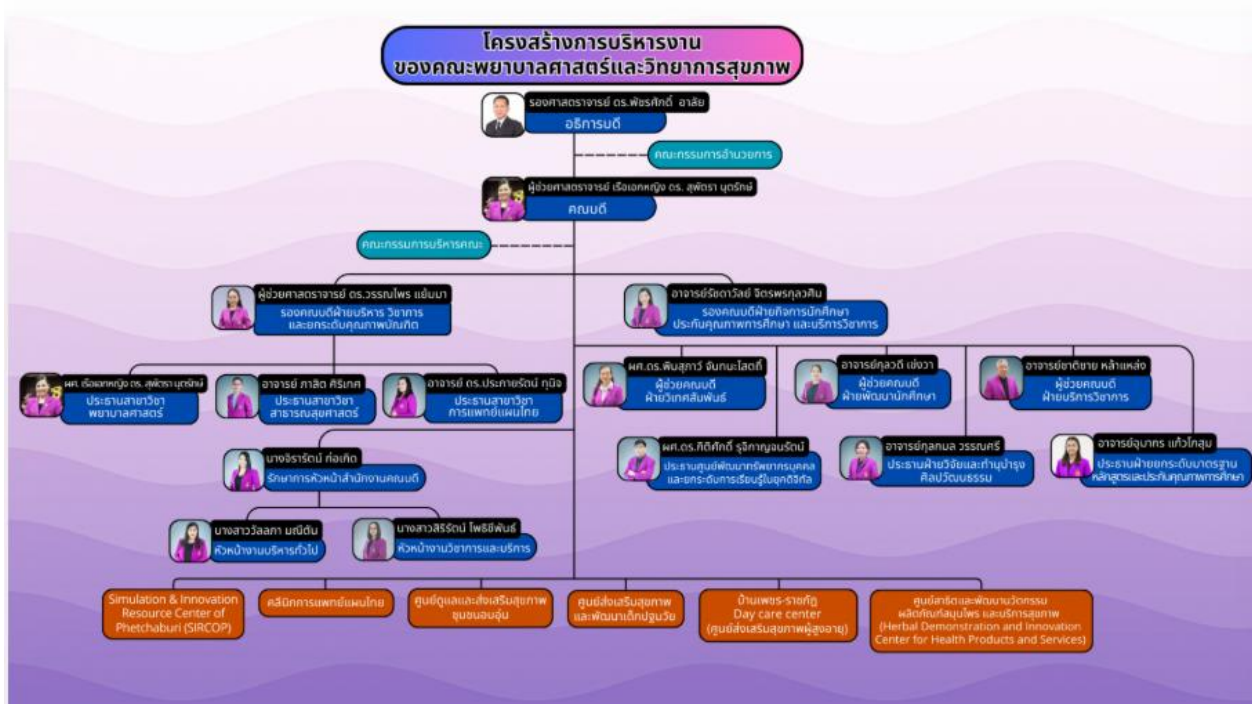 โครงสร้างการบริหารงาน
ของคณะพยาบาลศาสตร์และวิทยาการสุขภาพ
รองศาสตราจารย์ ดร.พัชรศักดิ์ อาลัย
อธิการบดี
คณะกรรมการอำนวยการ
ผู้ช่วยศาสตราจารย์ เรือเอกหญิง ดร. สุพัตรา นุตรักษ์
คณบดี
คณะกรรมการบริหารคณะ
ผู้ช่วยศาสตราจารย์ ดร.วรรณไพร แย้มมา
รองคณบดีฝ่ายบริหาร วิชาการ
และยกระดับคุณภาพบัณฑิต
อาจารย์รัชดาวัลย์ จิตรพรกุลวศิน
รองคณบดีฝ่ายกิจการนักศึกษา
ประกันคุณภาพการศึกษา และบริการวิชาการ
ผศ. เรือเอกหญิง ดร. สุพัตรา นุตรักษ์
ประธานสาขาวิชา
พยาบาลศาสตร์
อาจารย์ ภาสิต ศิริเทศ
ประธานสาขาวิชา
สาธารณสุขศาสตร์
อาจารย์ ดร.ประกายรัตน์ ทุนิจ
ประธานสาขาวิชา
การแพทย์แผนไทย
ผศ.ดร.พิมสุภาว์ จันทนะโสตถิ์
ผู้ช่วยคณบดี
ฝ่ายวิเทศสัมพันธ์
อาจารย์กุลวดี เข่งวา
ผู้ช่วยคณบดี
ฝ่ายพัฒนานักศึกษา
อาจารย์ชาติชาย หล้าแหล่ง
ผู้ช่วยคณบดี
ฝ่ายบริการวิชาการ
นางจิรารัตน์ ก่อเกิด
รักษาการหัวหน้าสำนักงานคณบดี
ผศ.ดร.กิติศักดิ์ รุจิกาญจนรัตน์
ประธานศูนย์พัฒนาทรัพยากรบุคคล
และยกระดับการเรียนรู้ในยุคดิจิทัล
อาจารย์กุลกมล วรรณศรี
ประธานฝ่ายวิจัยและทำนุบำรุง
ศิลปวัฒนธรรม
อาจารย์อุบากร แก้วโกสุม
ประธานฝ่ายยกระดับมาตรฐาน
หลักสูตรและประกันคุณภาพการศึกษา
นางสาววัลลภา มณีตัน
หัวหน้างานบริหารทั่วไป
นางสาวสิริรัตน์ โพธิชีพันธ์
หัวหน้างานวิชาการและบริการ
Simulation & Innovation
Resource Center of
Phetchaburi (SIRCOP)
คลินิกการแพทย์แผนไทย
ศูนย์ดูแลและส่งเสริมสุขภาพ
ชุมชนอบอุ่น
ศูนย์ส่งเสริมสุขภาพ
และพัฒนาเด็กปฐมวัย
บ้านเพชร-ราชภัฏ
Day care center
(ศูนย์ส่งเสริมสุขภาพผู้สูงอายุ)
ศูนย์สาธิตและพัฒนานวัตกรรม
ผลิตภัณฑ์สมุนไพร และบริการสุขภาพ
(Herbal Demonstration and Innovation
Center for Health Products and Services)